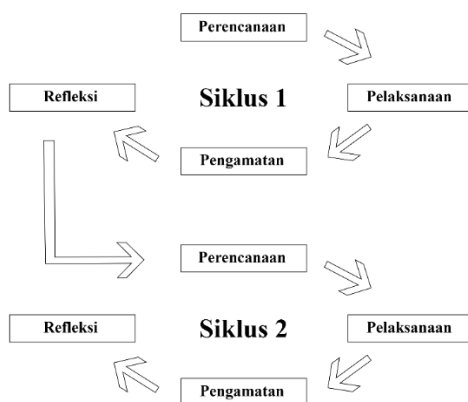 Perencanaan
Refleksi
Siklus 1
Pelaksanaan
Pengamatan
Perencanaan
Refleksi
Siklus 2
Pelaksanaan
Pengamatan